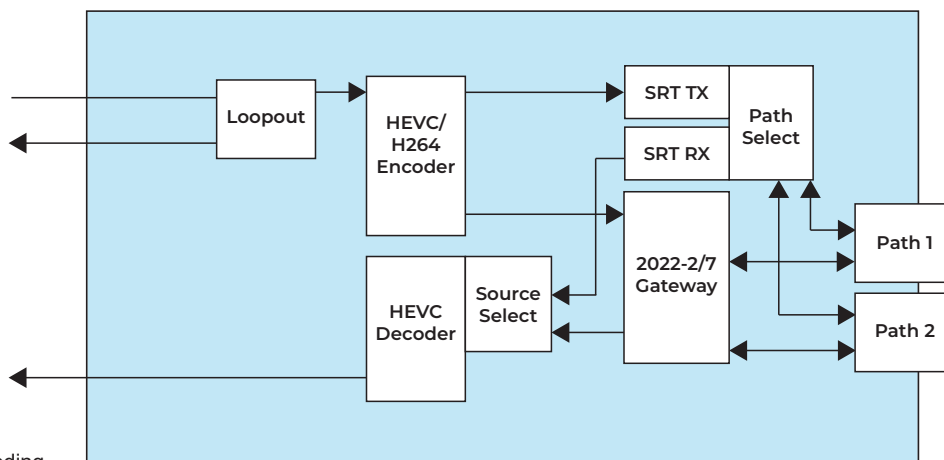 Loopout
HEVC/
H264
Encoder
SRT TX
SRT RX
Path
Select
2022-2/7
Gateway
Path 1
Path 2
HEVC
Decoder
Source
Select